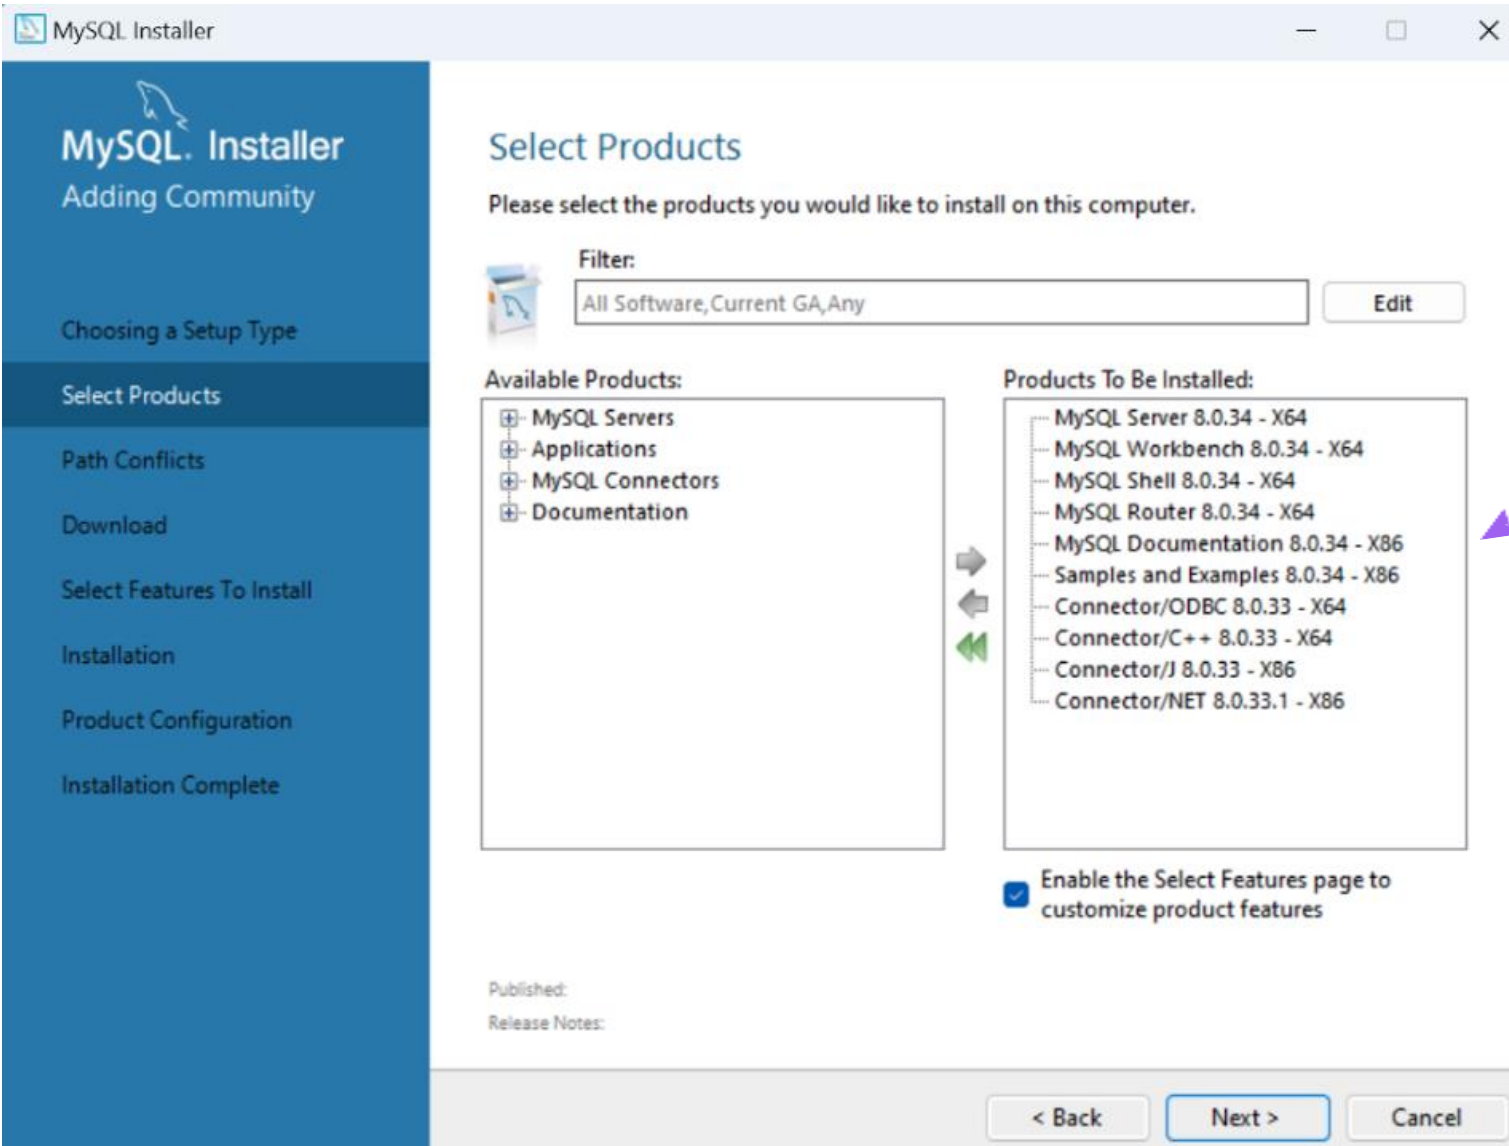 MySQL Installer
MySQL. Installer
Adding Community
Choosing a Setup Type
Select Products
Path Conflicts
Download
Select Features To Install
Installation
Product Configuration
Installation Complete
Select Products
Please select the products you would like to install on this computer.
Filter:
All Software,Current GA,Any
Edit
Available Products:
MySQL Servers
Applications
MySQL Connectors
Documentation
Products To Be Installed:
MySQL Server 8.0.34 - X64
MySQL Workbench 8.0.34 - X64
MySQL Shell 8.0.34 - X64
MySQL Router 8.0.34 - X64
MySQL Documentation 8.0.34 - X86
Samples and Examples 8.0.34 - X86
Connector/ODBC 8.0.33 - X64
Connector/C++ 8.0.33 - X64
Connector/J 8.0.33 - X86
Connector/NET 8.0.33.1 - X86
Enable the Select Features page to
customize product features
Published:
Release Notes:
< Back
Next >
Cancel